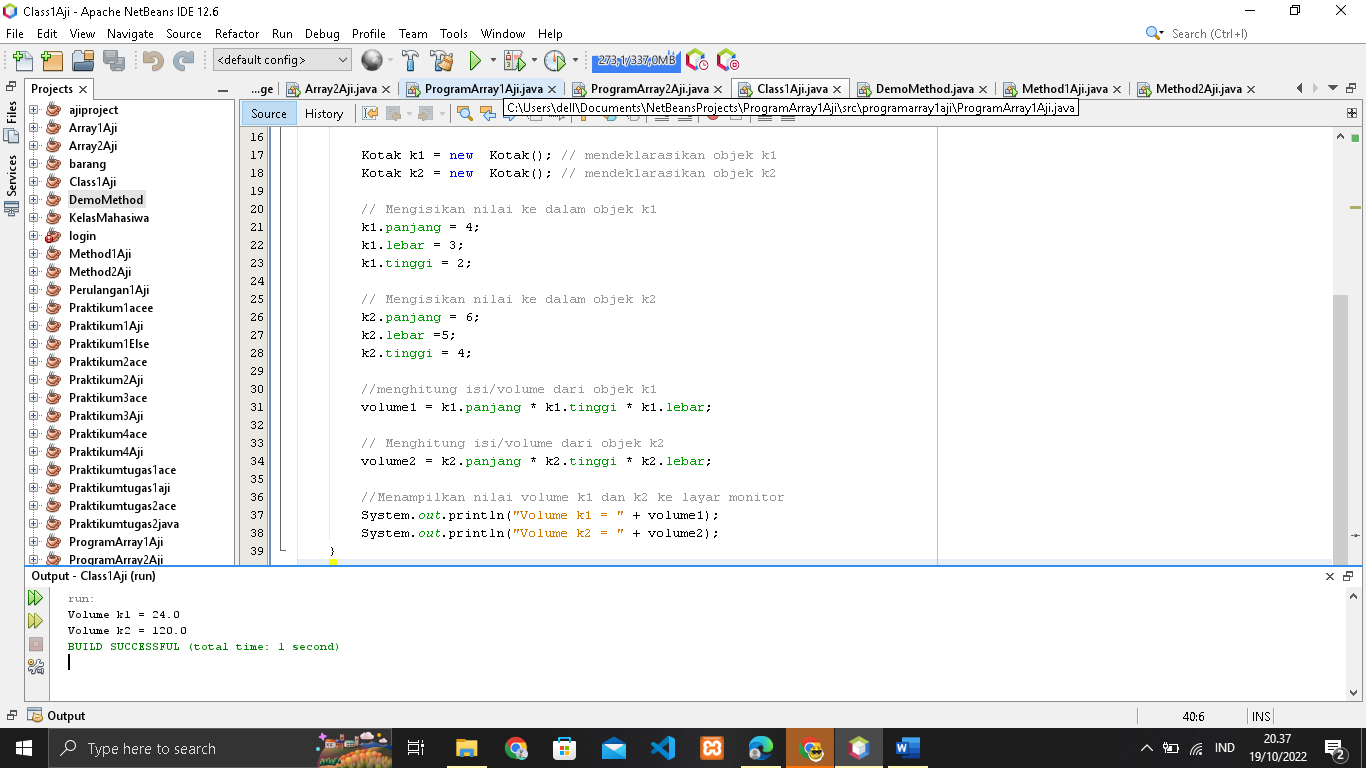 Class1Aji - Apache NetBeans IDE 12.6
File Edit View Navigate Source Refactor Run Debug Profile Team Tools Window Help
Search (Ctrl+I)
<default config>
273,1/337,0MB
Projects
...ge Array2Aji.java ProgramArray1Aji.java ProgramArray2Aji.java Class1Aji.java DemoMethod.java Method1Aji.java Method2Aji.java
C:\Users\dell\Documents\NetBeansProjects\ProgramArray1Aji\src\programarray1aji\ProgramArray1Aji.java
Source History
Files
Services
ajiproject
Array1Aji
Array2Aji
barang
Class1Aji
DemoMethod
KelasMahasiwa
login
Method1Aji
Method2Aji
Perulangan1Aji
Praktikum1acee
Praktikum1Aji
Praktikum1Else
Praktikum2ace
Praktikum2Aji
Praktikum3ace
Praktikum3Aji
Praktikum4ace
Praktikum4Aji
Praktikumtugas1ace
Praktikumtugas1aji
Praktikumtugas2ace
Praktikumtugas2java
ProgramArray1Aji
ProgramArray2Aji
16
17 Kotak k1 = new  Kotak(); // mendeklarasikan objek k1
18 Kotak k2 = new  Kotak(); // mendeklarasikan objek k2
19
20 // Mengisikan nilai ke dalam objek k1
21 k1.panjang = 4;
22 k1.lebar = 3;
23 k1.tinggi = 2;
24
25 // Mengisikan nilai ke dalam objek k2
26 k2.panjang = 6;
27 k2.lebar =5;
28 k2.tinggi = 4;
29
30 //menghitung isi/volume dari objek k1
31 volume1 = k1.panjang * k1.tinggi * k1.lebar;
32
33 // Menghitung isi/volume dari objek k2
34 volume2 = k2.panjang * k2.tinggi * k2.lebar;
35
36 //Menampilkan nilai volume k1 dan k2 ke layar monitor
37 System.out.println("Volume k1 = " + volume1);
38 System.out.println("Volume k2 = " + volume2);
39 }
Output - Class1Aji (run)
run:
Volume k1 = 24.0
Volume k2 = 120.0
BUILD SUCCESSFUL (total time: 1 second)
Output
40:6 INS
Type here to search
IND
20.37
19/10/2022
2